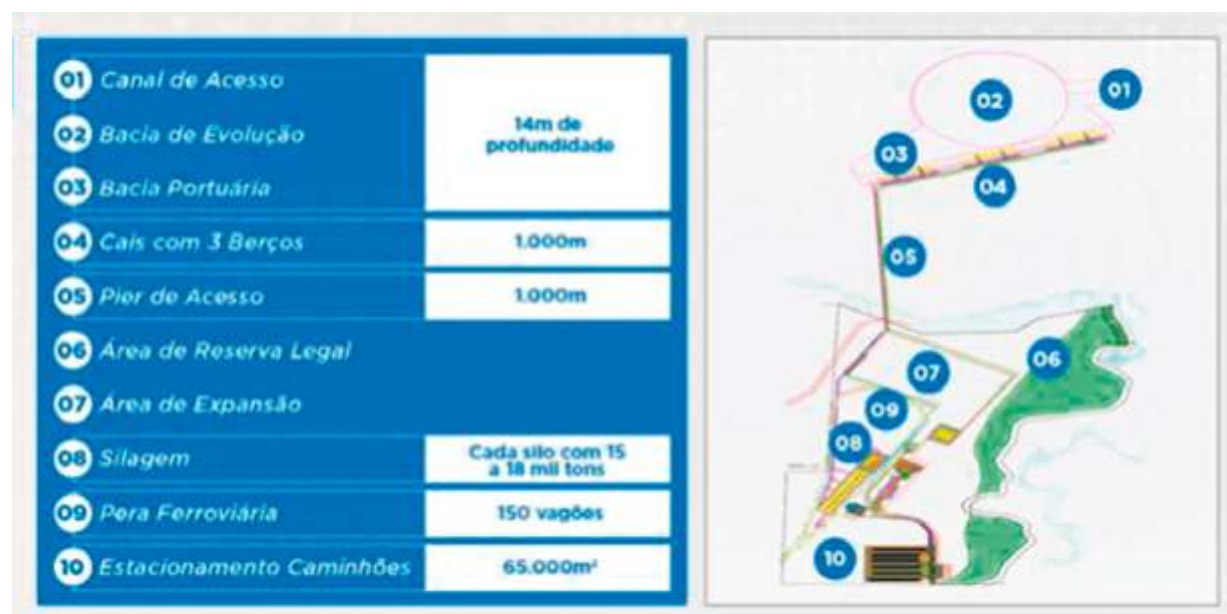 01 Canal de Acesso
02 Bacia de Evolução
03 Bacia Portuária
14m de
profundidade
04 Cais com 3 Berços
1.000m
05 Pier de Acesso
1.000m
06 Área de Reserva Legal
07 Área de Expansão
08 Silagem
Cada silo com 15
a 18 mil tons
09 Pera Ferroviária
150 vagões
10 Estacionamento Caminhões
65.000m²
01
02
03
04
05
06
07
09
08
10